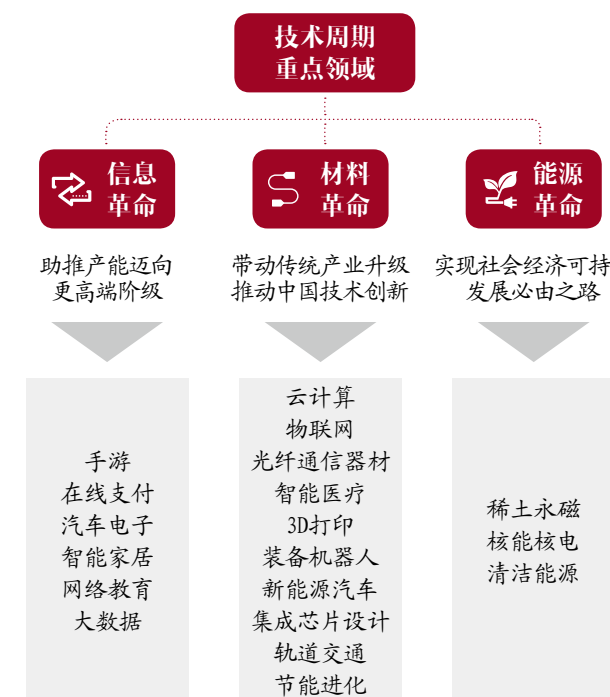 技术周期
重点领域
信息
革命
材料
革命
能源
革命
助推产能迈向
更高端阶级
带动传统产业升级
推动中国技术创新
实现社会经济可持
发展必由之路
手游
在线支付
汽车电子
智能家居
网络教育
大数据
云计算
物联网
光纤通信器材
智能医疗
3D打印
装备机器人
新能源汽车
集成芯片设计
轨道交通
节能进化
稀土永磁
核能核电
清洁能源